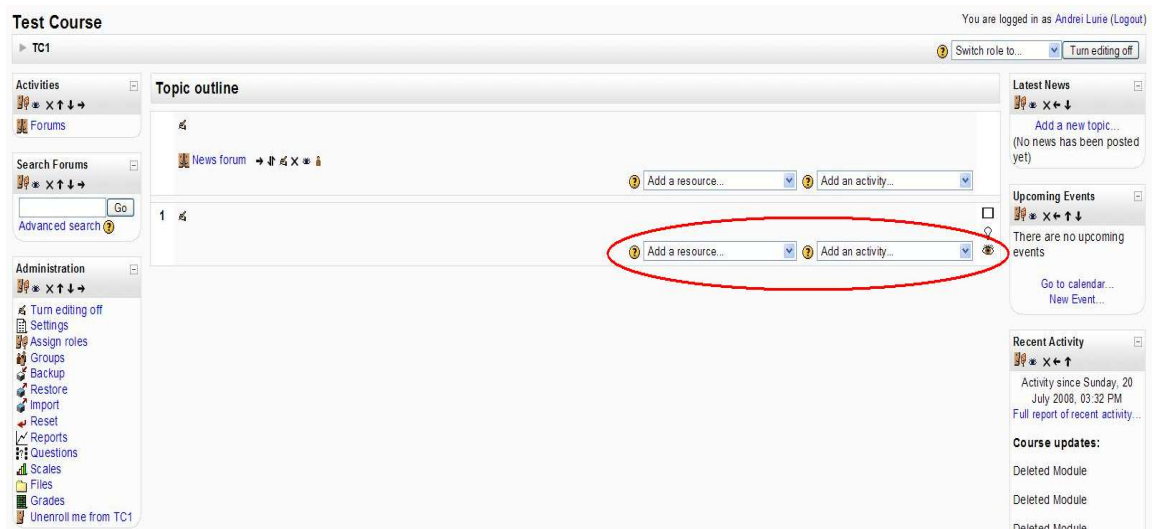 Test Course
You are logged in as Andrei Lurie (Logout)
TC1
Switch role to...
Turn editing off
Activities
Forums
Search Forums
Go
Advanced search
Administration
Turn editing off
Settings
Assign roles
Groups
Backup
Restore
Import
Reset
Reports
Questions
Scales
Files
Grades
Unenroll me from TC1
Topic outline
News forum
Add a resource...
Add an activity...
1
Add a resource...
Add an activity...
Latest News
Add a new topic...
(No news has been posted
yet)
Upcoming Events
There are no upcoming
events
Go to calendar...
New Event...
Recent Activity
Activity since Sunday, 20
July 2008, 03:32 PM
Full report of recent activity...
Course updates:
Deleted Module
Deleted Module
Deleted Module